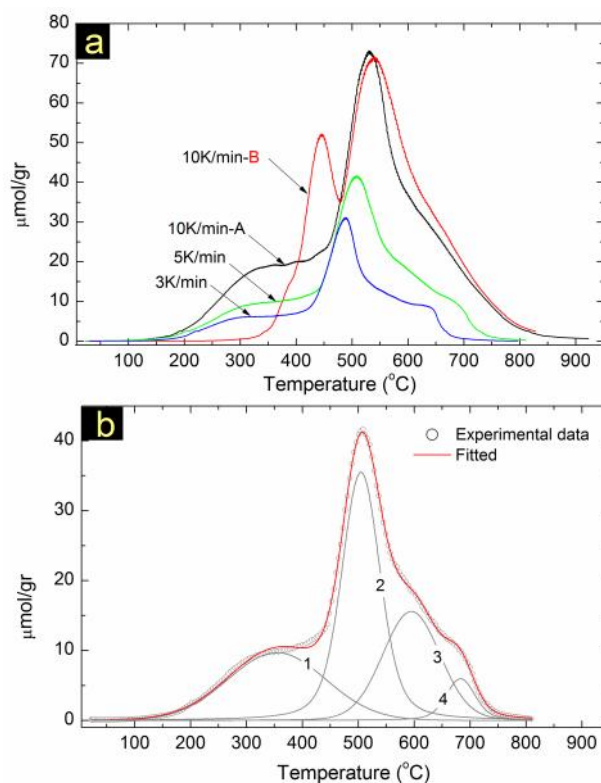 a
80
70
60
50
40
30
20
10
0
μmol/gr
10K/min-B
10K/min-A
5K/min
3K/min
100 200 300 400 500 600 700 800 900
Temperature (°C)
b
40
30
20
10
0
μmol/gr
Experimental data
Fitted
1
2
3
4
100 200 300 400 500 600 700 800 900
Temperature (°C)